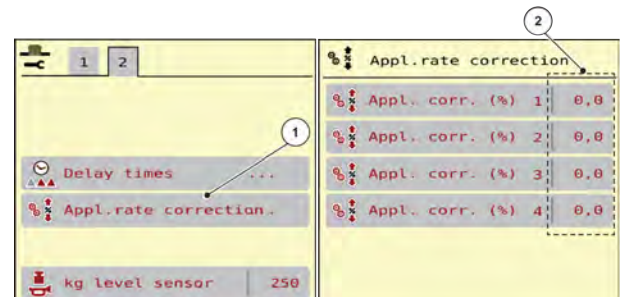 2
1 2
Delay times ...
Appl.rate correction.
kg level sensor 250
1
Appl.rate correction
Appl. corr. (%) 1 0.0
Appl. corr. (%) 2 0.0
Appl. corr. (%) 3 0.0
Appl. corr. (%) 4 0.0